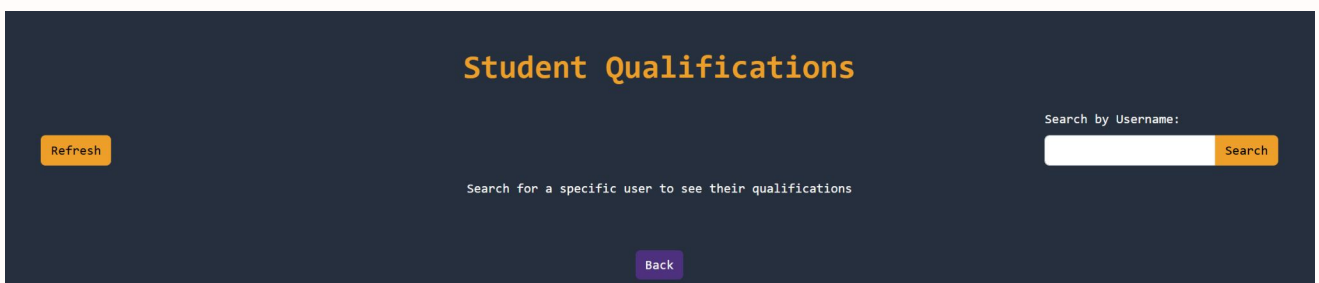 Student Qualifications
Search by Username:
Refresh
Search
Search for a specific user to see their qualifications
Back